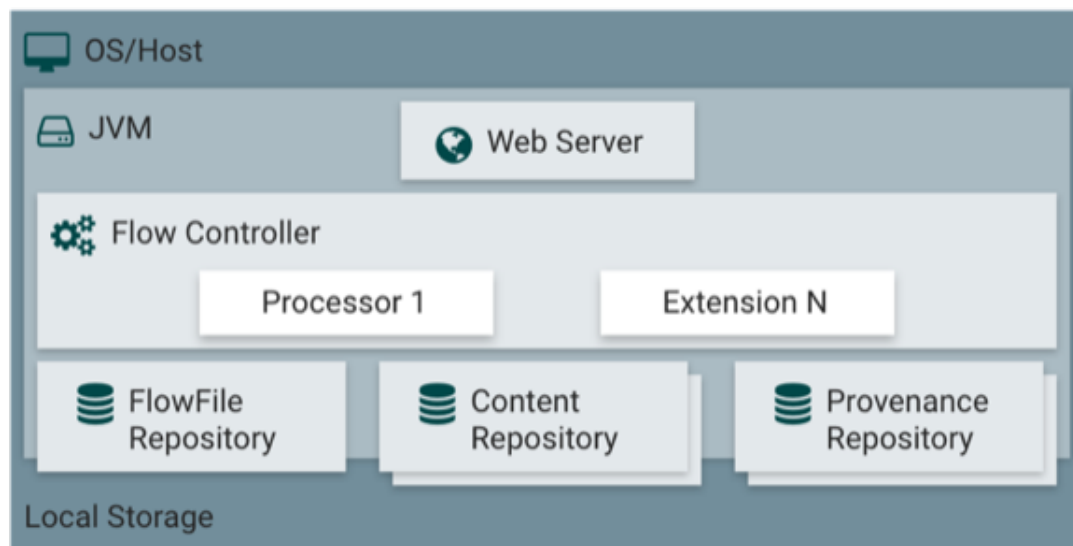 OS/Host
JVM
Web Server
Flow Controller
Processor 1
Extension N
FlowFile
Repository
Content
Repository
Provenance
Repository
Local Storage